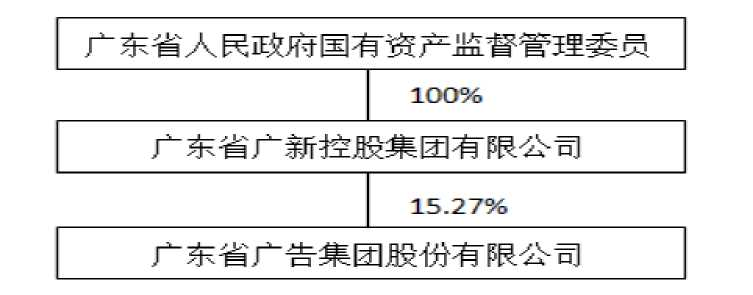 广东省人民政府国有资产监督管理委员
100%
广东省广新控股集团有限公司
15.27%
广东省广告集团股份有限公司